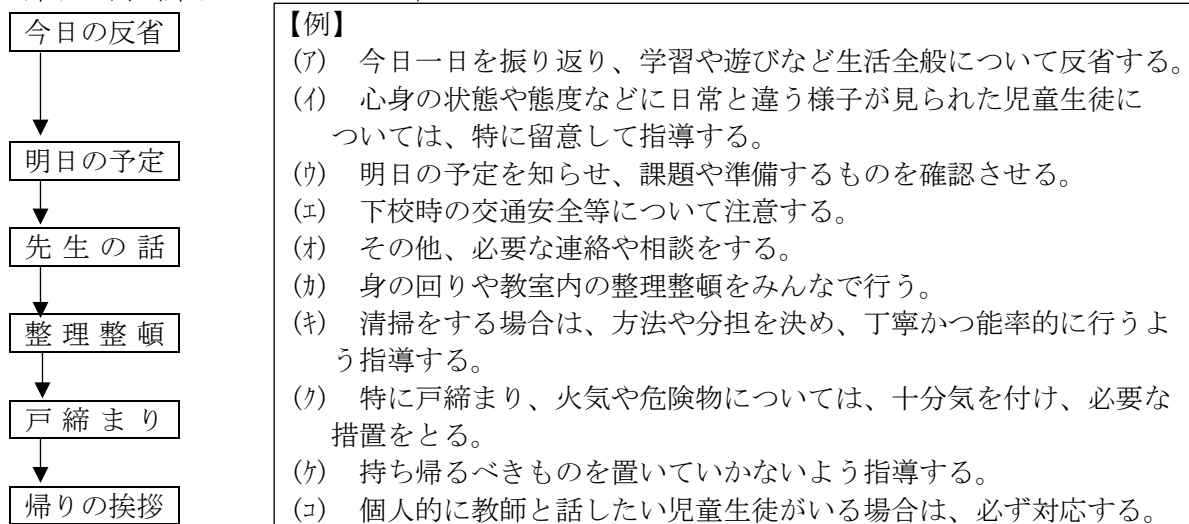 今日の反省
明日の予定
先生の話
整理整頓
戸締まり
帰りの挨拶
【例】
(ア) 今日一日を振り返り、学習や遊びなど生活全般について反省する。
(イ) 心身の状態や態度などに日常と違う様子が見られた児童生徒に
ついては、特に留意して指導する。
(ウ) 明日の予定を知らせ、課題や準備するものを確認させる。
(エ) 下校時の交通安全等について注意する。
(オ) その他、必要な連絡や相談をする。
(カ) 身の回りや教室内の整理整頓をみんなで行う。
(キ) 清掃をする場合は、方法や分担を決め、丁寧かつ能率的に行うよ
う指導する。
(ク) 特に戸締まり、火気や危険物については、十分気を付け、必要な
措置をとる。
(ケ) 持ち帰るべきものを置いていかないよう指導する。
(コ) 個人的に教師と話したい児童生徒がいる場合は、必ず対応する。